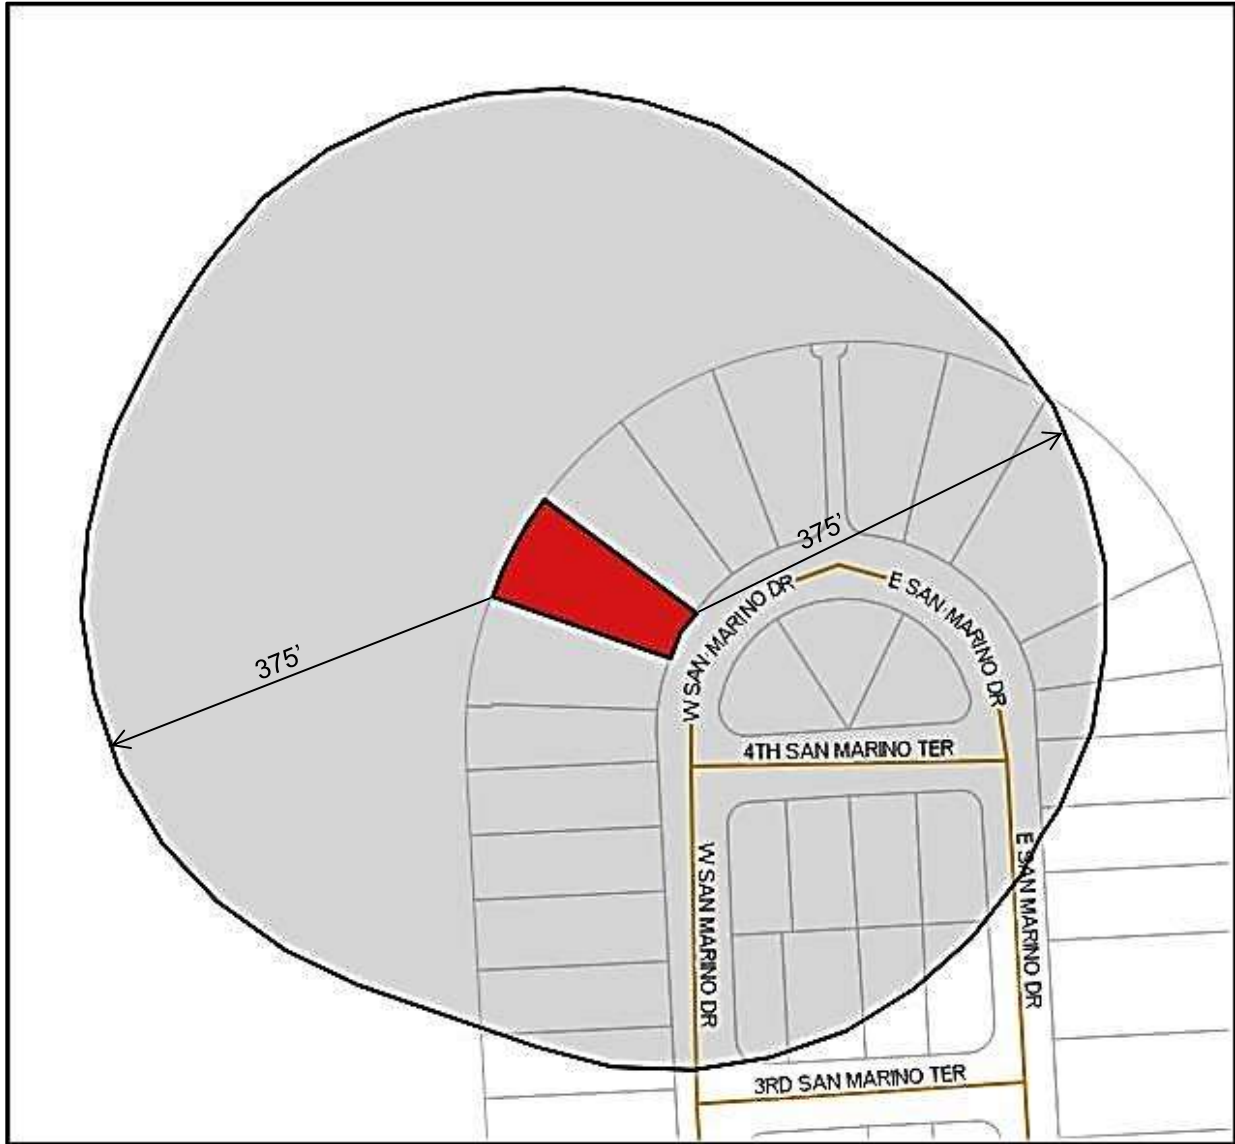 375’
375’
W SAN MARINO DR
E SAN MARINO DR
4TH SAN MARINO TER
W SAN MARINO DR
E SAN MARINO DR
3RD SAN MARINO TER